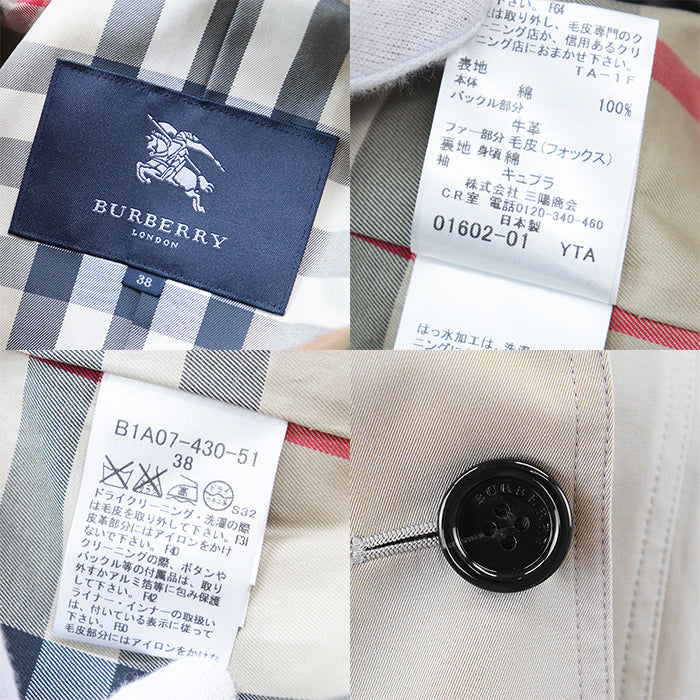 BURBERRY
LONDON
38
下さい。 F64
は取り外し、毛皮専門のク
ニング店か、信用あるクリ
ング店におまかせ下さい。
表地 TA-1F
本体 綿 100%
バックル部分
牛革
ファー部分 毛皮(フォックス)
裏地 身頃 綿
袖 キュプラ
株式会社 三陽商会
C.R.室 電話0120-340-460
日本製
01602-01 YTA
はっ水加工は、洗濯
B1A07-430-51
38
S32
ドライクリーニング・洗濯の際
は毛皮を取り外して下さい。F31
皮革部分にはアイロンをかけ
ないで下さい。F40
クリーニングの際、ボタンや
バックル等の付属品は、取り
外すかアルミ箔等に包み保護
して下さい。F42
ライナー・インナーの取扱い
は、付いている表示に従って
下さい。F50
毛皮部分にはアイロンをかけな
BURBERRY